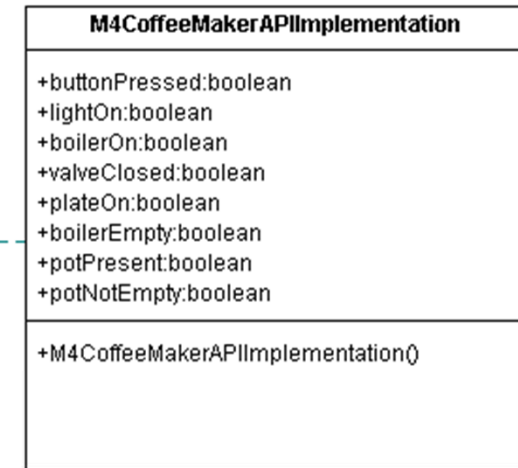 M4CoffeeMakerAPIImplementation
+buttonPressed:boolean
+lightOn:boolean
+boilerOn:boolean
+valveClosed:boolean
+plateOn:boolean
+boilerEmpty:boolean
+potPresent:boolean
+potNotEmpty:boolean
+M4CoffeeMakerAPIImplementation()